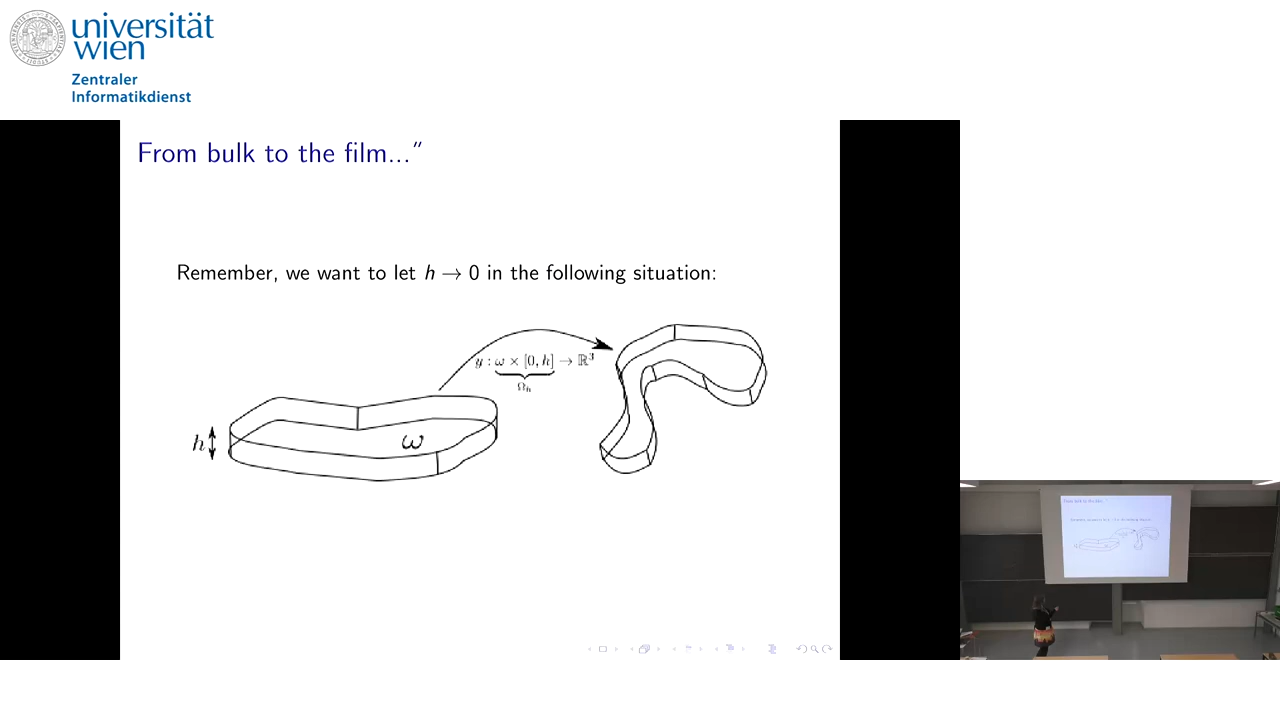 universität
wien
Zentraler
Informatikdienst
From bulk to the film..."
Remember, we want to let h → 0 in the following situation:
y : ω × [0, h] → ℝ³
Ωₕ
h
ω